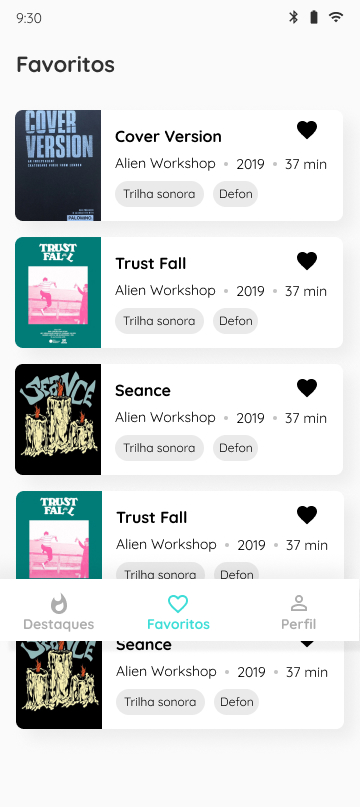 9:30
Favoritos
COVER
VERSION
Cover Version
Alien Workshop 2019 37 min
Trilha sonora Defon
TRUST
FALL
Trust Fall
Alien Workshop 2019 37 min
Trilha sonora Defon
SEANCE
Seance
Alien Workshop 2019 37 min
Trilha sonora Defon
TRUST
FALL
Trust Fall
Alien Workshop 2019 37 min
Trilha sonora Defon
Destaques Favoritos Perfil
Seance
Alien Workshop 2019 37 min
Trilha sonora Defon